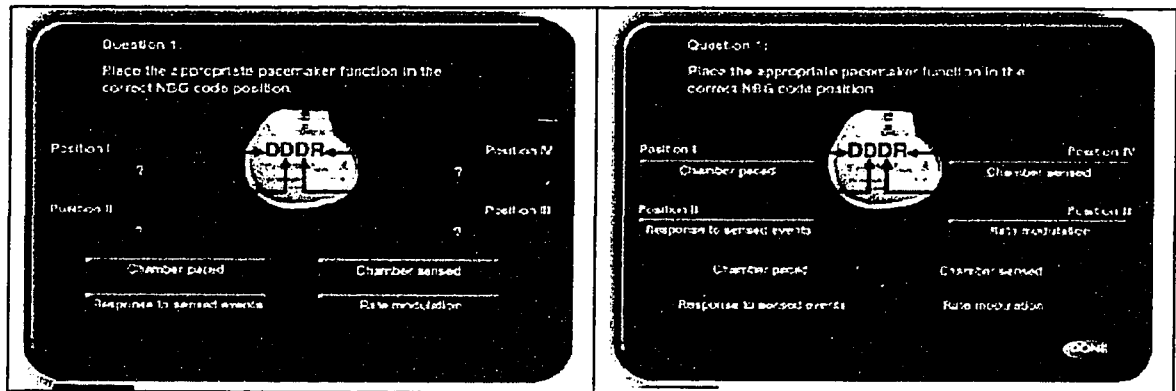 Question 1:
Place the appropriate pacemaker function in the
correct NBG code position.
DDDR
Position I
Position IV
?
?
Position II
Position III
?
?
Chamber paced
Chamber sensed
Response to sensed events
Rate modulation
Question 1:
Place the appropriate pacemaker function in the
correct NBG code position
DDDR
Position I
Position IV
Chamber paced
Chamber sensed
Position II
Position III
Response to sensed events
Rate modulation
Chamber paced
Chamber sensed
Response to sensed events
Rate modulation
DONE